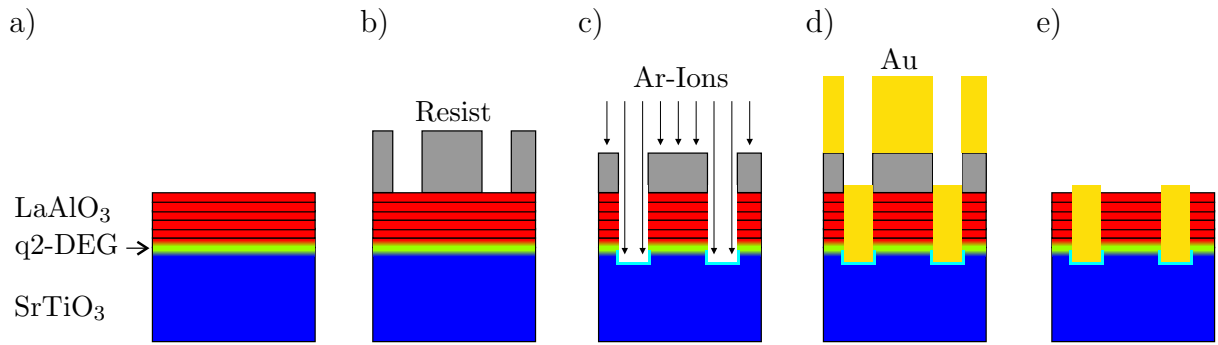 a)
b)
c)
d)
e)
Au
Ar-Ions
Resist
LaAlO₃
q2-DEG
SrTiO₃